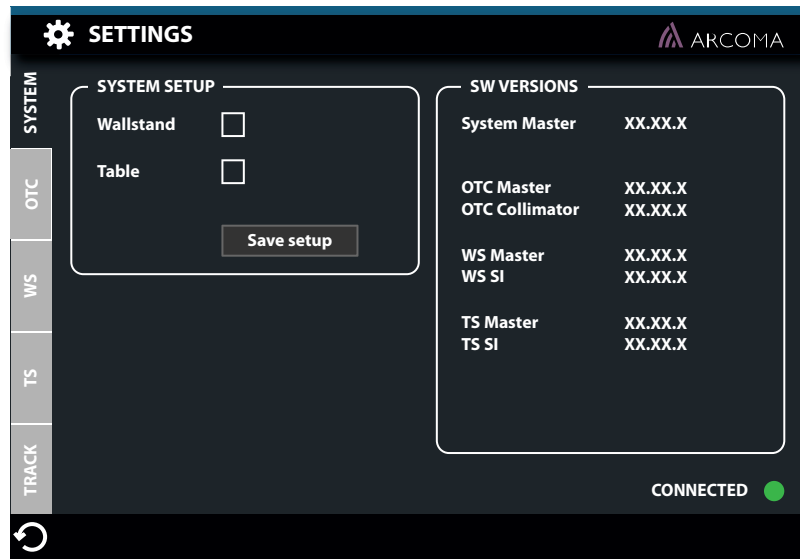 SETTINGS
ARCOMA
SYSTEM
OTC
WS
TS
TRACK
SYSTEM SETUP
Wallstand
Table
Save setup
SW VERSIONS
System Master XX.XX.X
OTC Master XX.XX.X
OTC Collimator XX.XX.X
WS Master XX.XX.X
WS SI XX.XX.X
TS Master XX.XX.X
TS SI XX.XX.X
CONNECTED